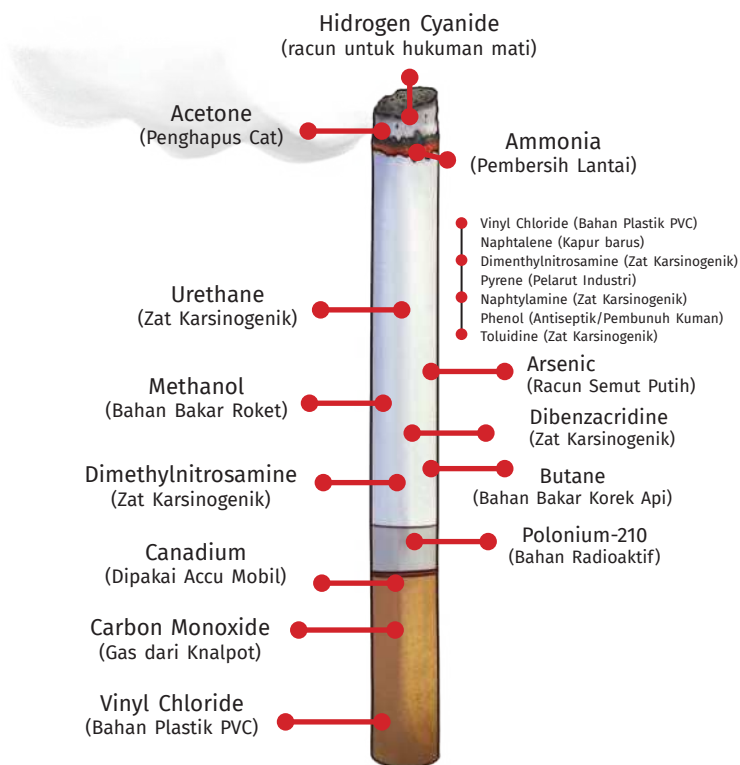 Hidrogen Cyanide
(racun untuk hukuman mati)
Acetone
(Penghapus Cat)
Ammonia
(Pembersih Lantai)
Vinyl Chloride (Bahan Plastik PVC)
Naphtalene (Kapur barus)
Dimenthylnitrosamine (Zat Karsinogenik)
Pyrene (Pelarut Industri)
Naphtylamine (Zat Karsinogenik)
Phenol (Antiseptik/Pembunuh Kuman)
Toluidine (Zat Karsinogenik)
Urethane
(Zat Karsinogenik)
Arsenic
(Racun Semut Putih)
Methanol
(Bahan Bakar Roket)
Dibenzacridine
(Zat Karsinogenik)
Dimethylnitrosamine
(Zat Karsinogenik)
Butane
(Bahan Bakar Korek Api)
Polonium-210
(Bahan Radioaktif)
Canadium
(Dipakai Accu Mobil)
Carbon Monoxide
(Gas dari Knalpot)
Vinyl Chloride
(Bahan Plastik PVC)